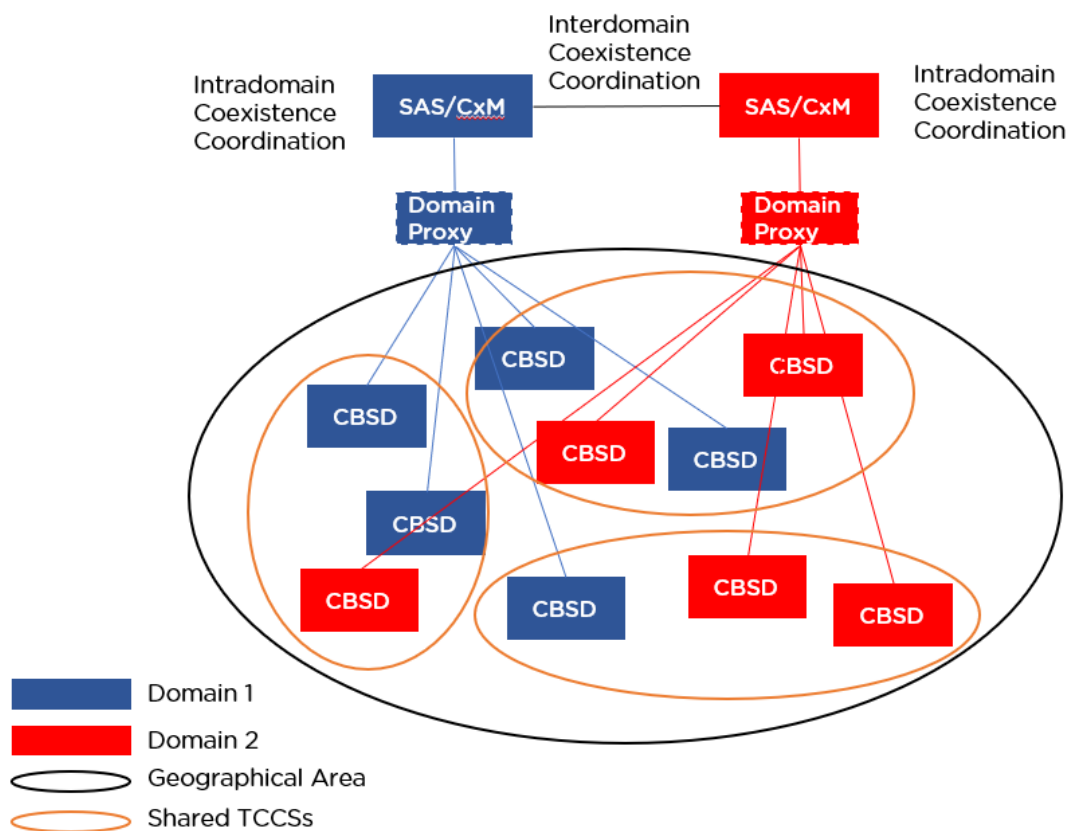 Interdomain
Coexistence
Coordination
Intradomain
Coexistence
Coordination
SAS/CxM
SAS/CxM
Intradomain
Coexistence
Coordination
Domain
Proxy
Domain
Proxy
CBSD
CBSD
CBSD
CBSD
CBSD
CBSD
CBSD
CBSD
CBSD
CBSD
Domain 1
Domain 2
Geographical Area
Shared TCCSs